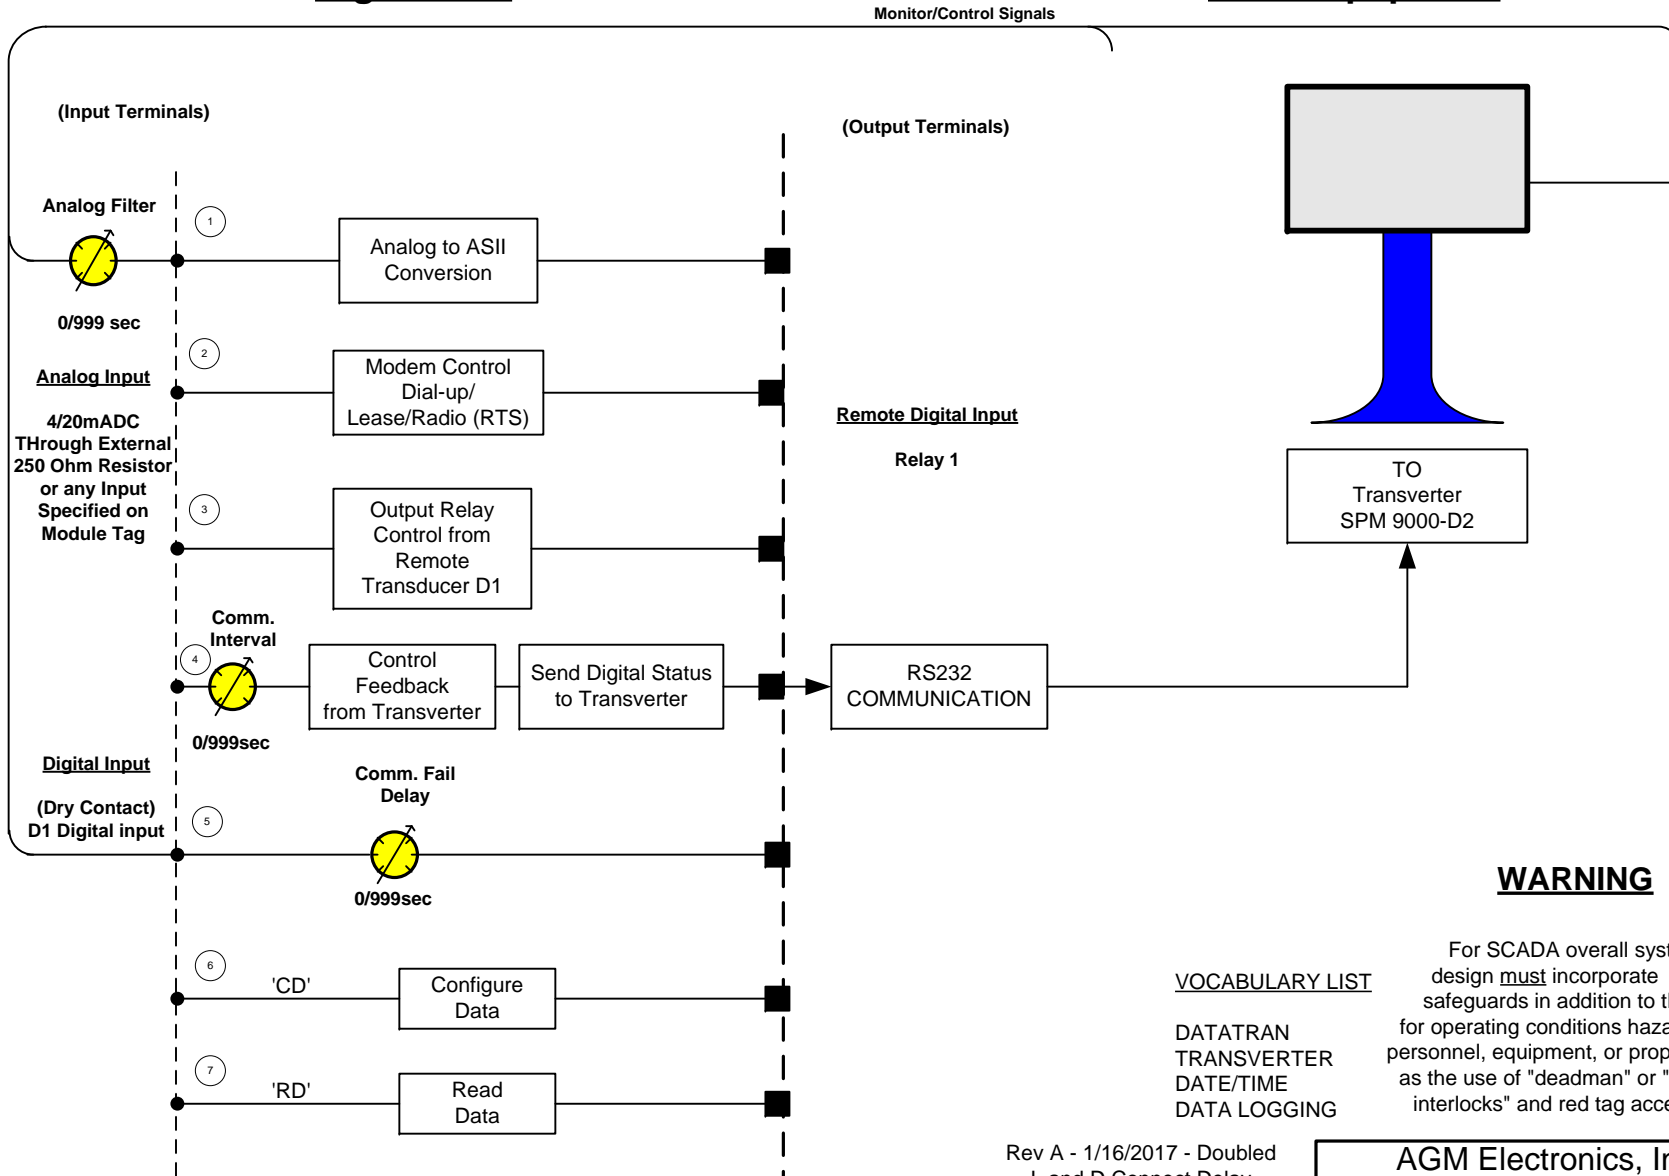 Monitor/Control Signals
(Input Terminals)
(Output Terminals)
Analog Filter
1
Analog to ASII
Conversion
0/999 sec
2
Analog Input
Modem Control
Dial-up/
Lease/Radio (RTS)
4/20mADC
THrough External
250 Ohm Resistor
or any Input
Specified on
Module Tag
Remote Digital Input
Relay 1
3
Output Relay
Control from
Remote
Transducer D1
TO
Transverter
SPM 9000-D2
Comm.
Interval
4
Control
Feedback
from Transverter
Send Digital Status
to Transverter
RS232
COMMUNICATION
0/999sec
Digital Input
(Dry Contact)
D1 Digital input
5
Comm. Fail
Delay
0/999sec
6
'CD'
Configure
Data
7
'RD'
Read
Data
VOCABULARY LIST
DATATRAN
TRANSVERTER
DATE/TIME
DATA LOGGING
WARNING
For SCADA overall syst
design must incorporate
safeguards in addition to th
for operating conditions haza
personnel, equipment, or prop
as the use of "deadman" or "
interlocks" and red tag acce
Rev A - 1/16/2017 - Doubled
and D Connect Delay
AGM Electronics, In